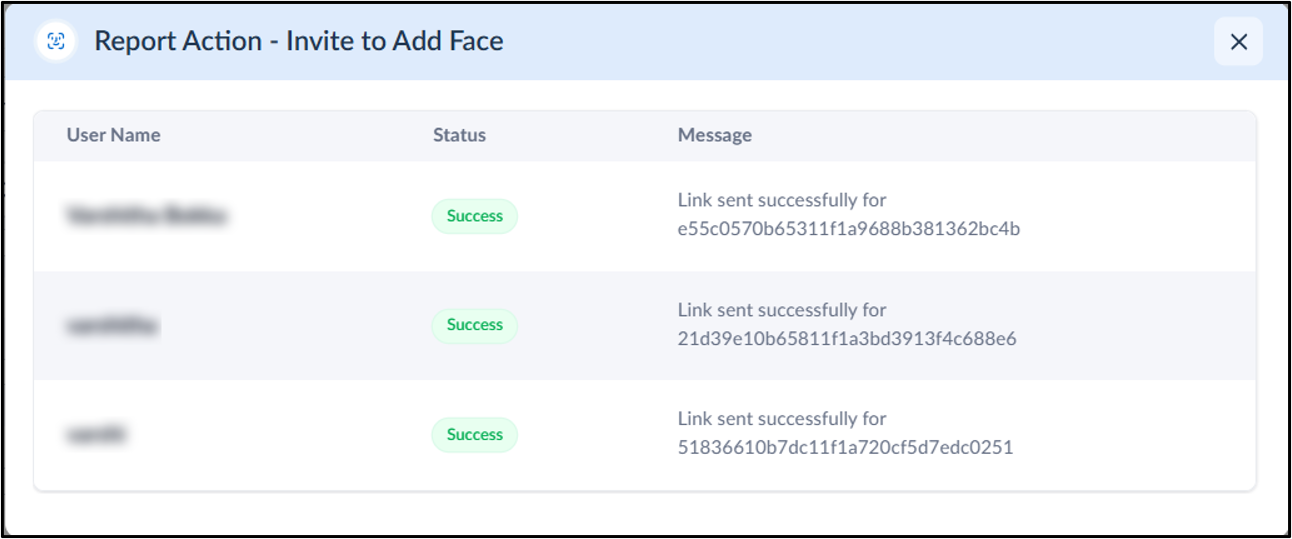 Report Action - Invite to Add Face
User Name Status Message
Success
Link sent successfully for
e55c0570b65311f1a9688b381362bc4b
Success
Link sent successfully for
21d39e10b65811f1a3bd3913f4c688e6
Success
Link sent successfully for
51836610b7dc11f1a720cf5d7edc0251